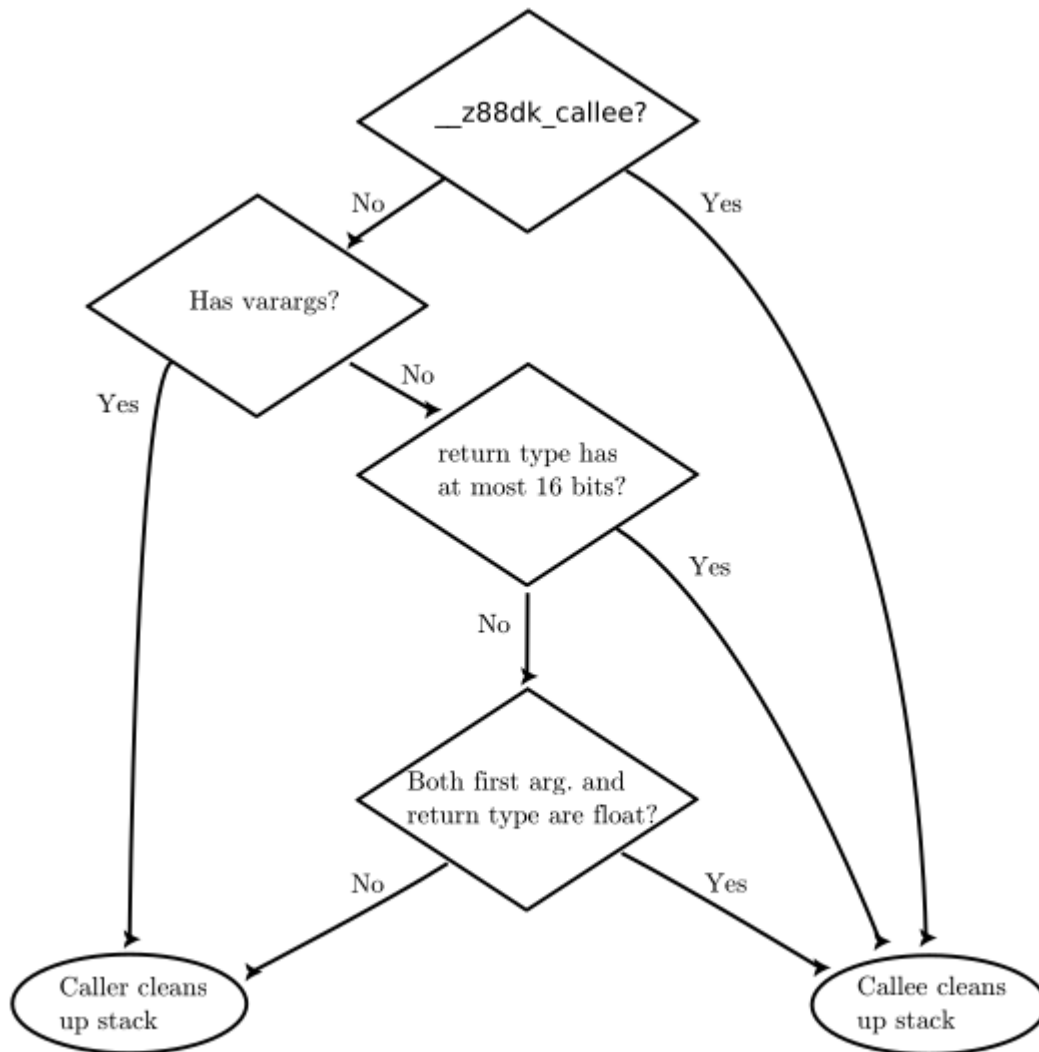 __z88dk_callee?
No
Yes
Has varargs?
Yes
No
return type has
at most 16 bits?
Yes
No
Both first arg. and
return type are float?
No
Yes
Caller cleans
up stack
Callee cleans
up stack